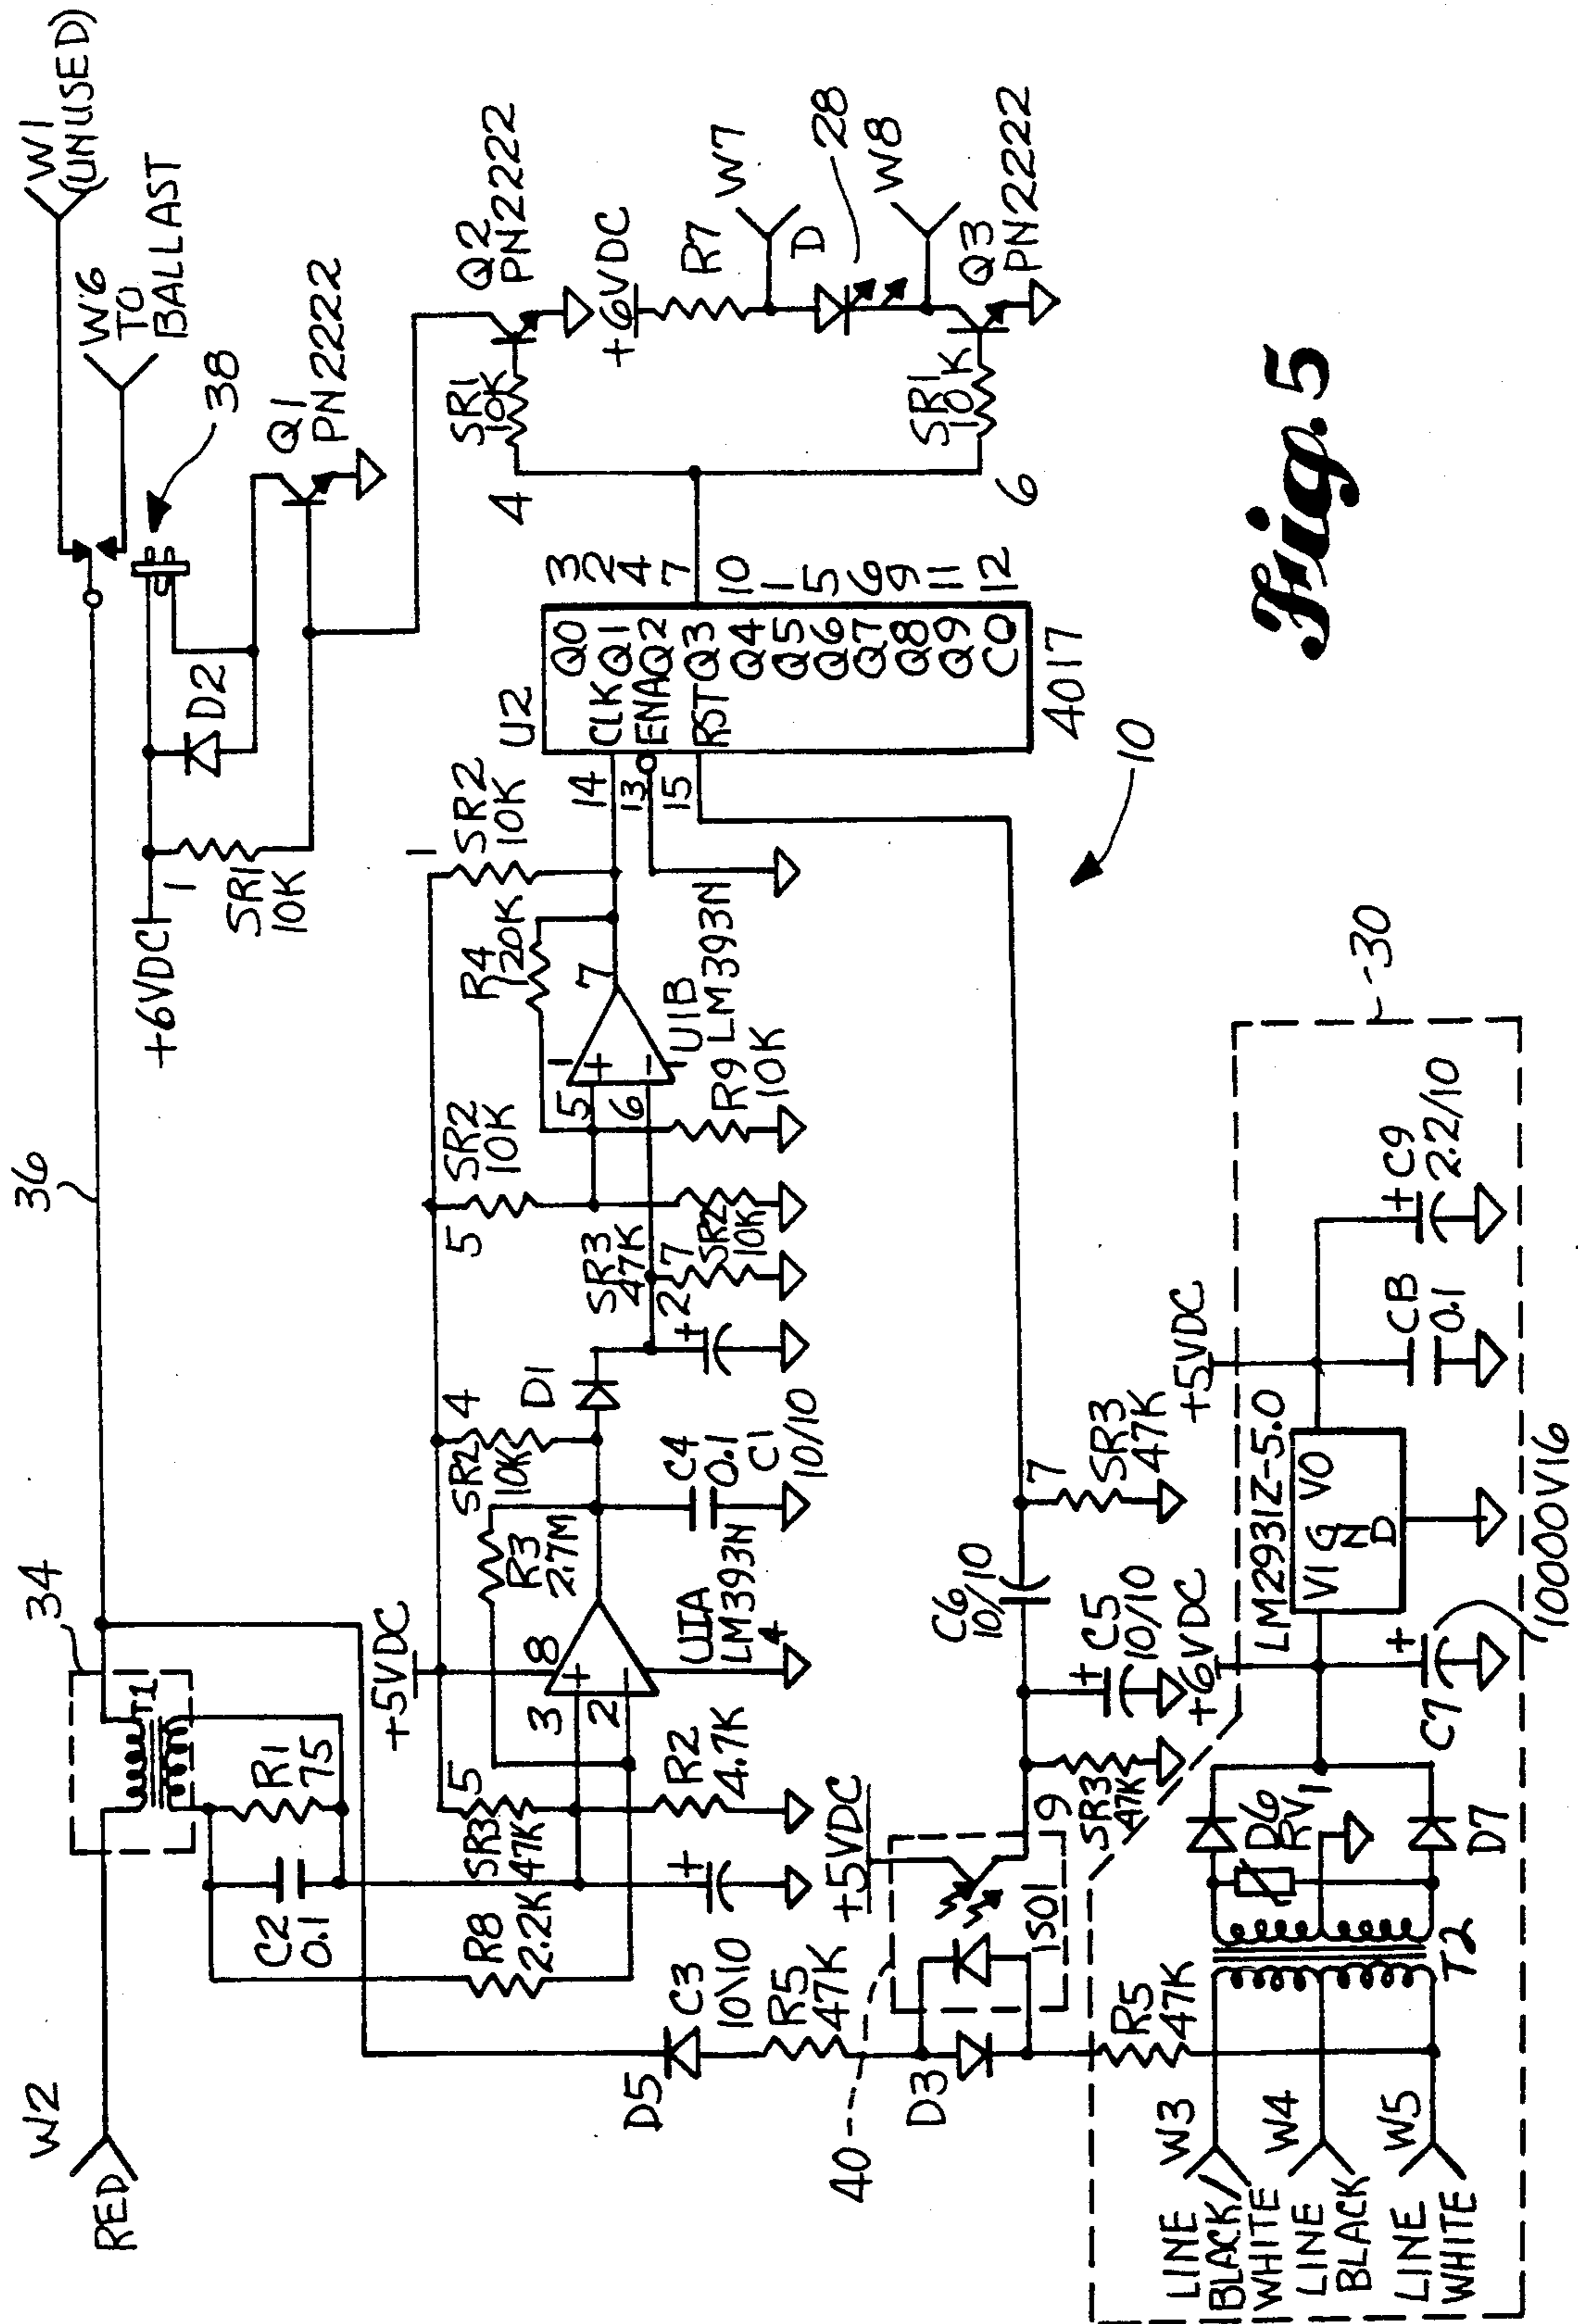 W1
(UNUSED)
W6
TO
BALLAST
36
34
W2
RED
T1
R1
75
C2
0.1
+6VDC
1
SR1
10K
D2
38
Q1
PN2222
Q2
PN2222
SR1
10K
4
+6VDC
R7
W7
D
28
W8
Q3
PN2222
SR1
10K
6
+5VDC
5
SR3
47K
R8
2.2K
R2
4.7K
3
2
8
U1A
LM393N
4
R3
2.7M
SR2
10K
4
C4
0.1
C1
10/10
D1
2
SR3
47K
7
SR2
10K
SR2
10K
5
5
6
+
-
R9
10K
U1B
LM393N
7
R4
120K
SR2
10K
1
14
13
15
U2
CLK
ENA
RST
Q0
Q1
Q2
Q3
Q4
Q5
Q6
Q7
Q8
Q9
CO
3
2
4
7
10
1
5
6
9
11
12
4017
10
C3
10\10
D5
R5
47K
40
D3
+5VDC
ISO1
9
SR3
47K
C5
10/10
C6
10/10
7
SR3
47K
R5
47K
W3
LINE
BLACK/
WHITE
W4
LINE
BLACK
W5
LINE
WHITE
T2
D6
RV1
D7
+6VDC
C7
10000V16
LM2931Z-5.0
VI
VO
GND
+5VDC
CB
0.1
C9
2.2/10
30
Fig. 5